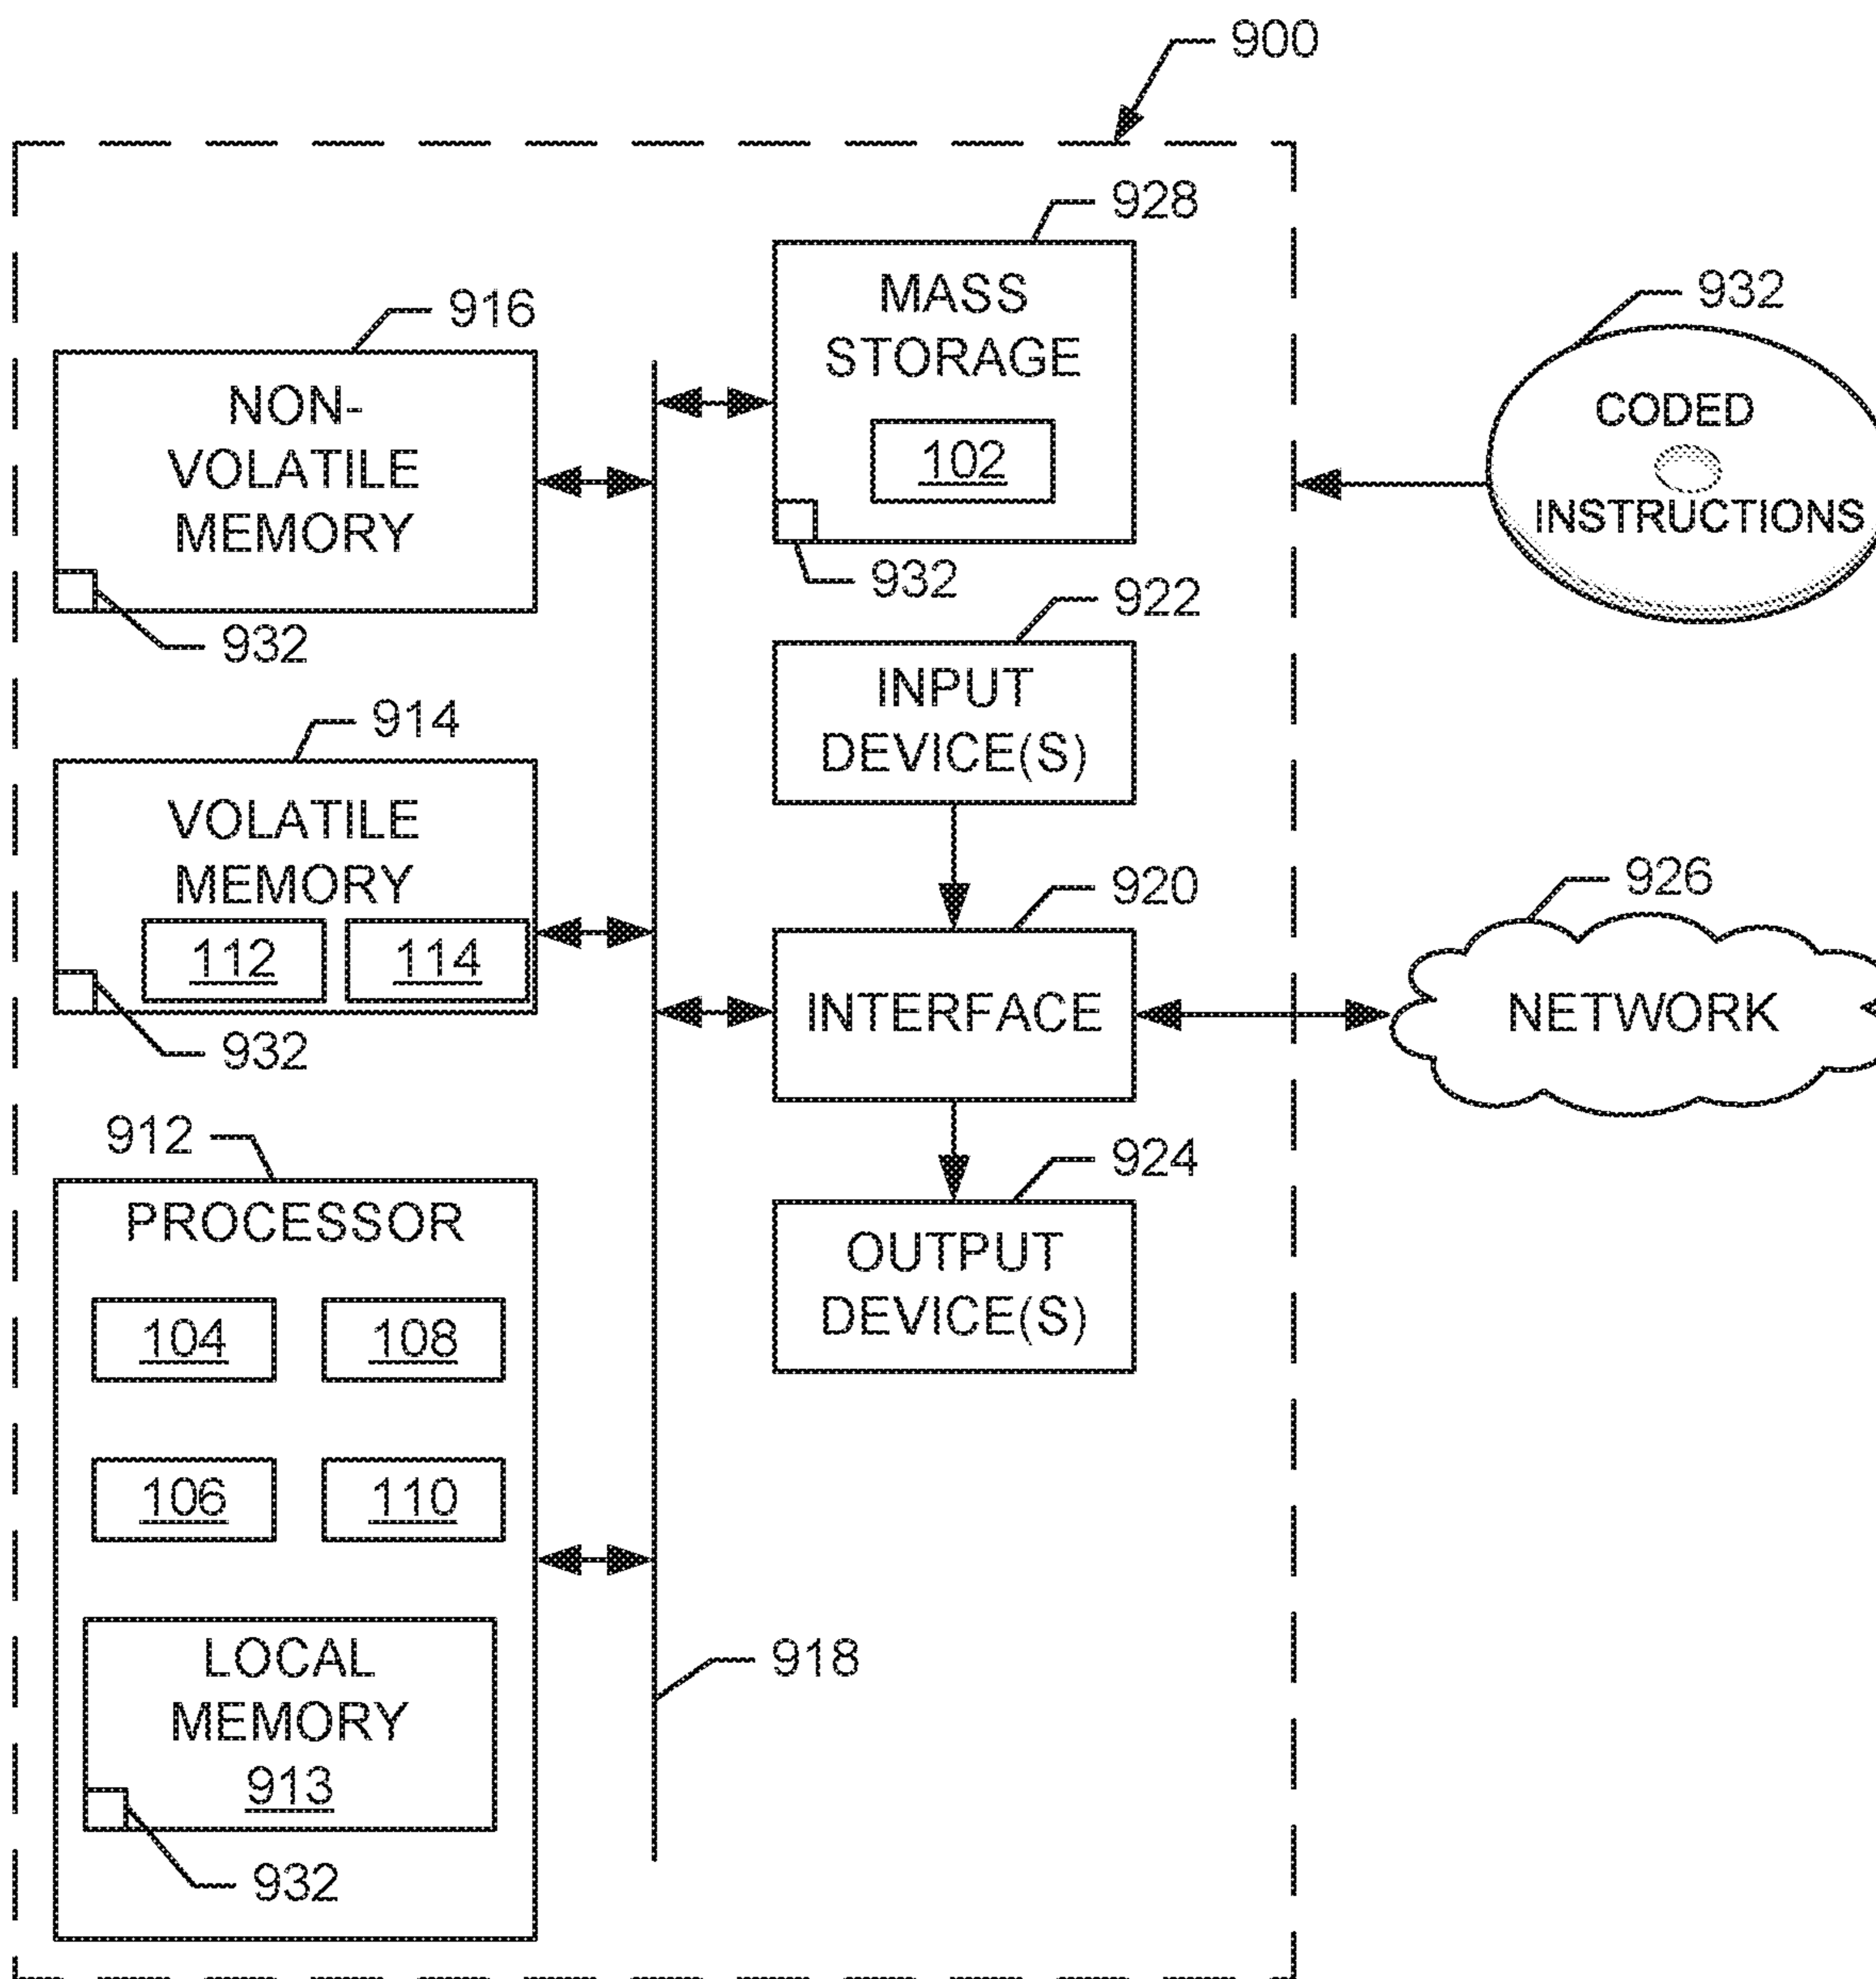 900
928
MASS
STORAGE
102
932
916
NON-
VOLATILE
MEMORY
932
932
CODED
INSTRUCTIONS
922
INPUT
DEVICE(S)
914
VOLATILE
MEMORY
112 114
932
920
INTERFACE
926
NETWORK
912
PROCESSOR
104 108
106 110
LOCAL
MEMORY
913
932
924
OUTPUT
DEVICE(S)
918